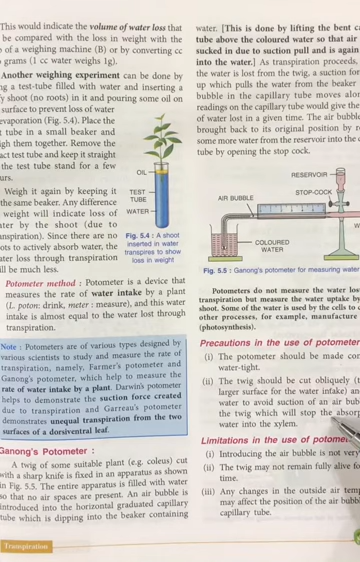 This would indicate the volume of water loss that
be compared with the loss in weight with the
of a weighing machine (B) or by converting cc
grams (1 cc water weighs 1g).
Another weighing experiment can be done by
ng a test-tube filled with water and inserting a
y shoot (no roots) in it and pouring some oil on
surface to prevent loss of water
evaporation (Fig. 5.4). Place the
t tube in a small beaker and
igh them together. Remove the
act test tube and keep it straight
the test tube stand for a few
urs.
Weigh it again by keeping it
the same beaker. Any difference
weight will indicate loss of
ater by the shoot (due to
anspiration). Since there are no
ots to actively absorb water, the
ater loss through transpiration
ill be much less.
OIL
TEST
TUBE
WATER
Fig. 5.4 : A shoot
inserted in water
transpires to show
loss in weight
Potometer method : Potometer is a device that
measures the rate of water intake by a plant
(L. poton: drink, meter : measure), and this water
intake is almost equal to the water lost through
transpiration.
Note : Potometers are of various types designed by
various scientists to study and measure the rate of
transpiration, namely, Farmer's potometer and
Ganong's potometer, which help to measure the
rate of water intake by a plant. Darwin's potometer
helps to demonstrate the suction force created
due to transpiration and Garreau's potometer
demonstrates unequal transpiration from the two
surfaces of a dorsiventral leaf.
Ganong's Potometer :
A twig of some suitable plant (e.g. coleus) cut
with a sharp knife is fixed in an apparatus as shown
in Fig. 5.5. The entire apparatus is filled with water
so that no air spaces are present. An air bubble is
introduced into the horizontal graduated capillary
tube which is dipping into the beaker containing
Transpiration
water. [This is done by lifting the bent ca
tube above the coloured water so that air
sucked in due to suction pull and is again
into the water.] As transpiration proceeds,
the water is lost from the twig, a suction for
up which pulls the water from the beaker
bubble in the capillary tube moves alon
readings on the capillary tube would give the
of water lost in a given time. The air bubble
brought back to its original position by r
some more water from the reservoir into the c
tube by opening the stop cock.
RESERVOIR
STOP-COCK
AIR BUBBLE
W
COLOURED
WATER
Fig. 5.5 : Ganong's potometer for measuring water
Potometers do not measure the water los
transpiration but measure the water uptake by
shoot. Some of the water is used by the cells to c
other processes, for example, manufacture
(photosynthesis).
Precautions in the use of potometer
(i) The potometer should be made com
water-tight.
(ii) The twig should be cut obliquely (t
larger surface for the water intake) an
water to avoid suction of an air bub
the twig which will stop the absorp
water into the xylem.
Limitations in the use of potomet
(i) Introducing the air bubble is not very
(ii) The twig may not remain fully alive fo
time.
(iii) Any changes in the outside air temp
may affect the position of the air bubbl
capillary tube.